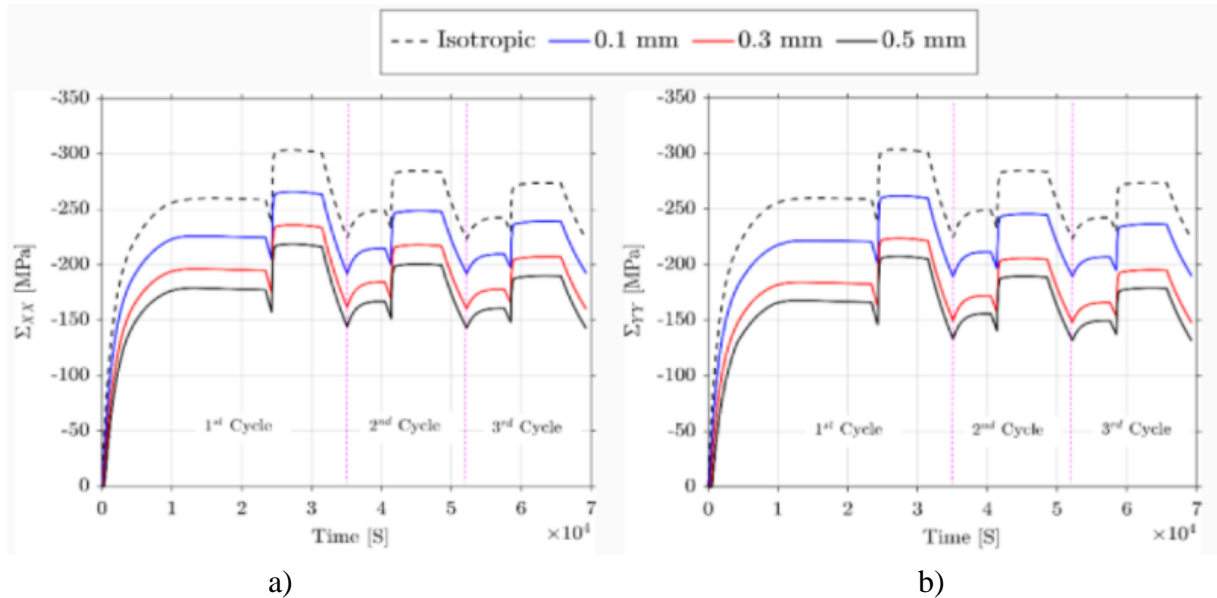 Isotropic 0.1 mm 0.3 mm 0.5 mm
-350
-300
-250
-200
-150
-100
-50
0
Σ_XX [MPa]
1st Cycle 2nd Cycle 3rd Cycle
0 1 2 3 4 5 6 7
Time [S] ×10⁴
a)
-350
-300
-250
-200
-150
-100
-50
0
Σ_YY [MPa]
1st Cycle 2nd Cycle 3rd Cycle
0 1 2 3 4 5 6 7
Time [S] ×10⁴
b)